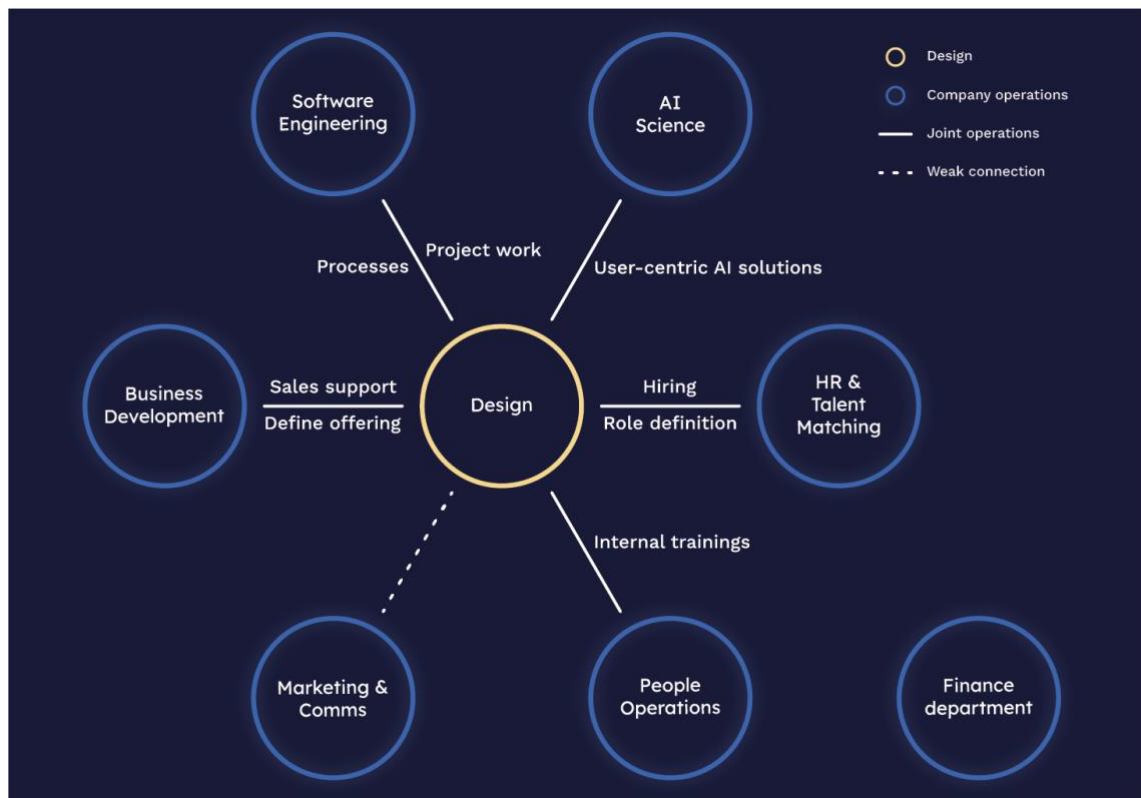 Software
Engineering
AI
Science
Design
Company operations
Joint operations
Weak connection
Project work
Processes
User-centric AI solutions
Business
Development
Sales support
Define offering
Design
Hiring
Role definition
HR &
Talent
Matching
Internal trainings
Marketing &
Comms
People
Operations
Finance
department